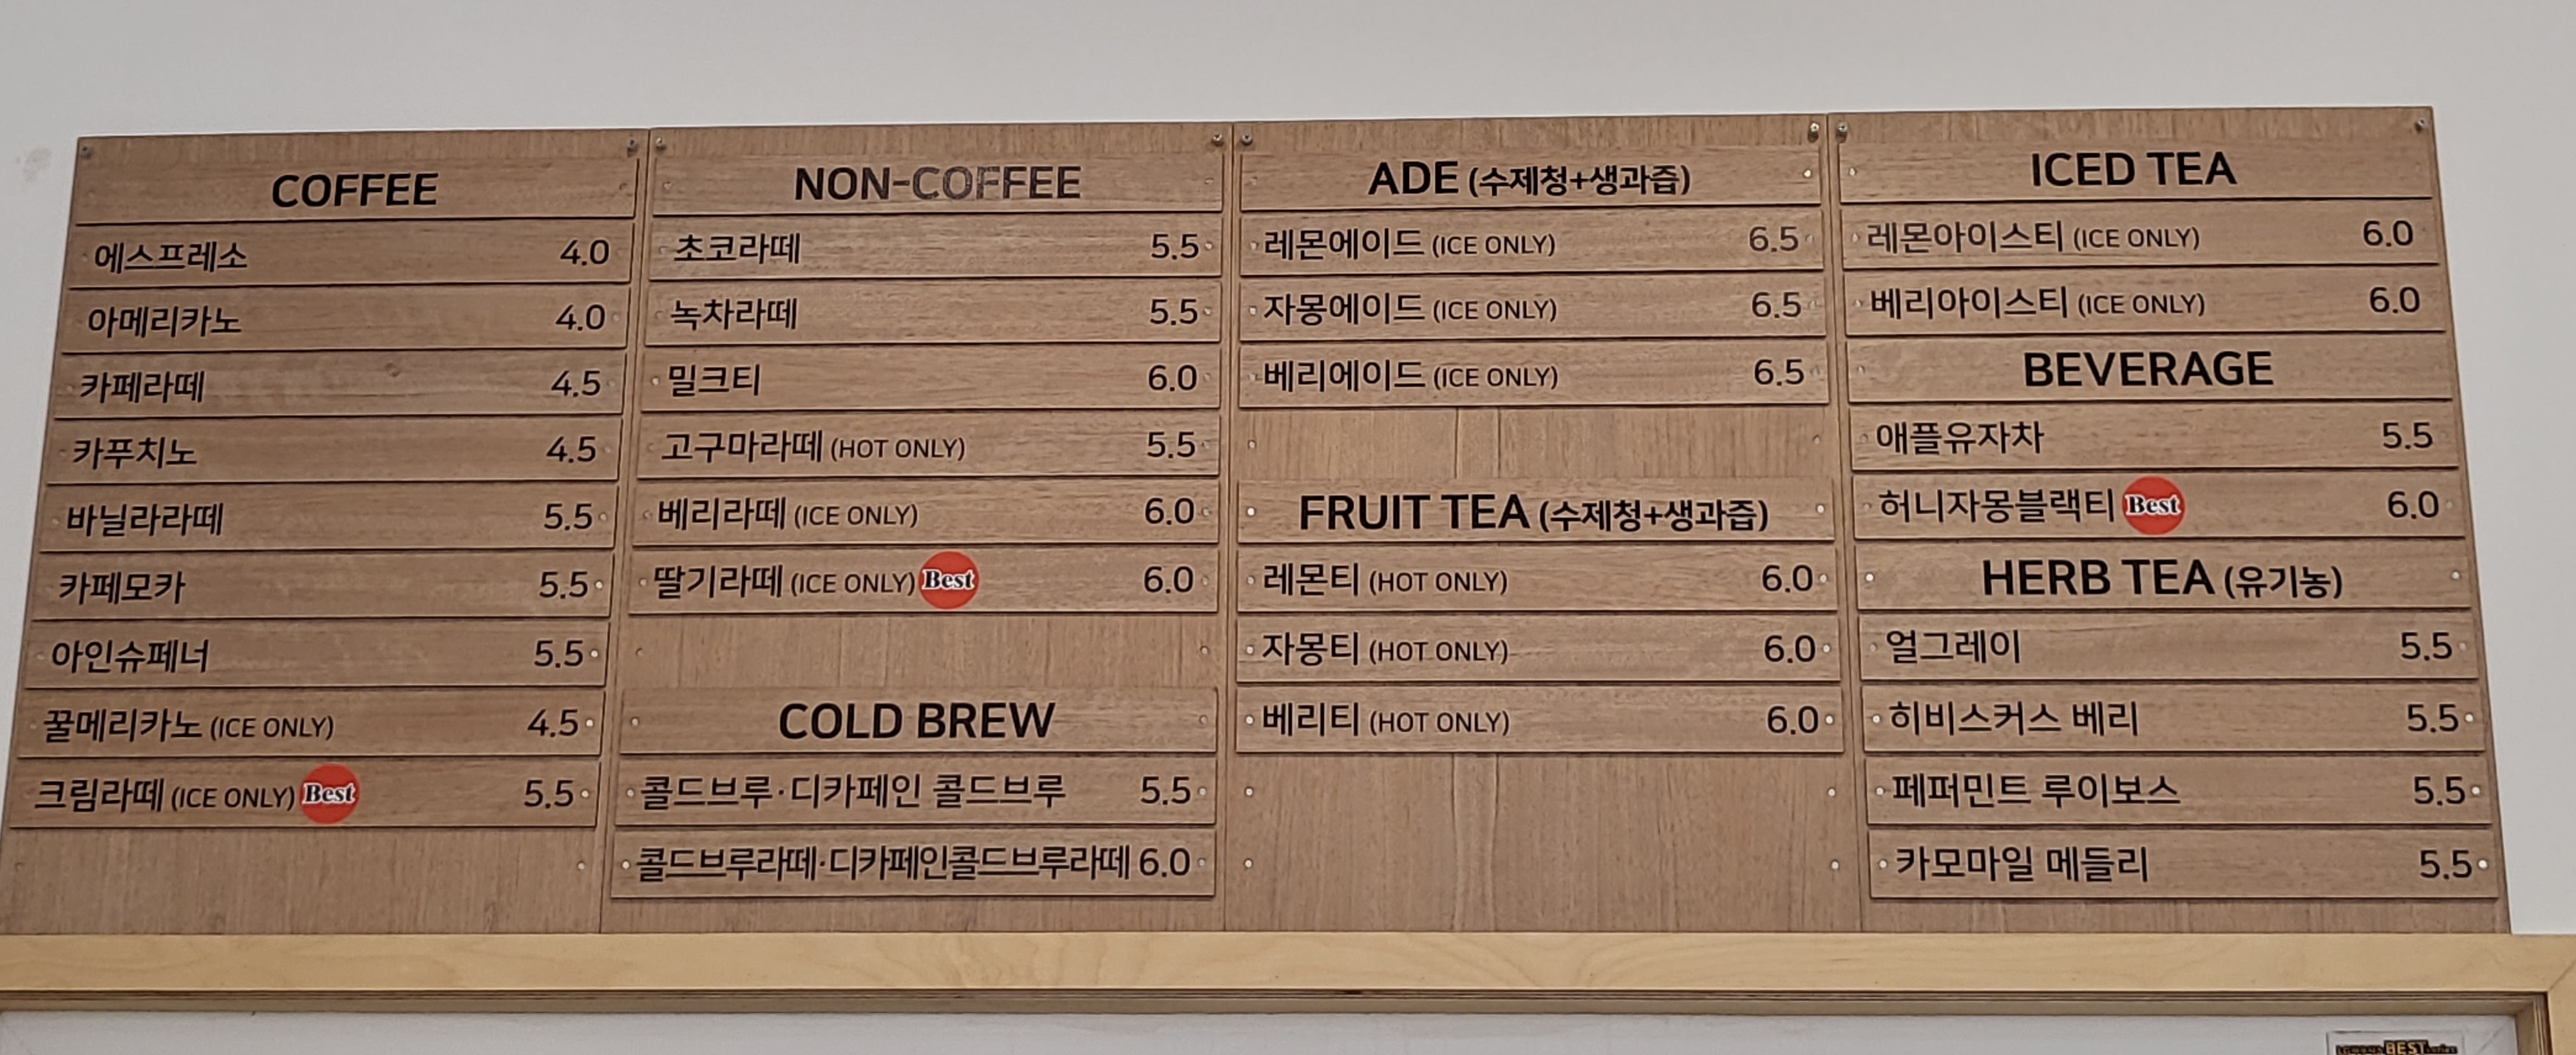 COFFEE
에스프레소 4.0
아메리카노 4.0
카페라떼 4.5
카푸치노 4.5
바닐라라떼 5.5
카페모카 5.5
아인슈페너 5.5
꿀메리카노 (ICE ONLY) 4.5
크림라떼 (ICE ONLY) Best 5.5
NON-COFFEE
초코라떼 5.5
녹차라떼 5.5
밀크티 6.0
고구마라떼 (HOT ONLY) 5.5
베리라떼 (ICE ONLY) 6.0
딸기라떼 (ICE ONLY) Best 6.0
COLD BREW
콜드브루·디카페인 콜드브루 5.5
콜드브루라떼·디카페인콜드브루라떼 6.0
ADE (수제청+생과즙)
레몬에이드 (ICE ONLY) 6.5
자몽에이드 (ICE ONLY) 6.5
베리에이드 (ICE ONLY) 6.5
FRUIT TEA (수제청+생과즙)
레몬티 (HOT ONLY) 6.0
자몽티 (HOT ONLY) 6.0
베리티 (HOT ONLY) 6.0
ICED TEA
레몬아이스티 (ICE ONLY) 6.0
베리아이스티 (ICE ONLY) 6.0
BEVERAGE
애플유자차 5.5
허니자몽블랙티 Best 6.0
HERB TEA (유기농)
얼그레이 5.5
히비스커스 베리 5.5
페퍼민트 루이보스 5.5
카모마일 메들리 5.5
BEST